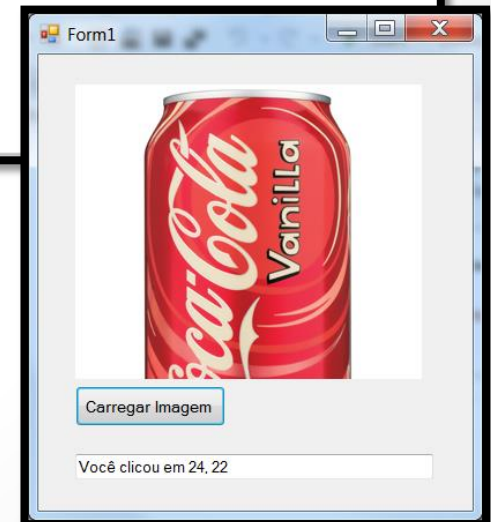 Form1
Coca-Cola
Vanilla
Carregar Imagem
Você clicou em 24, 22